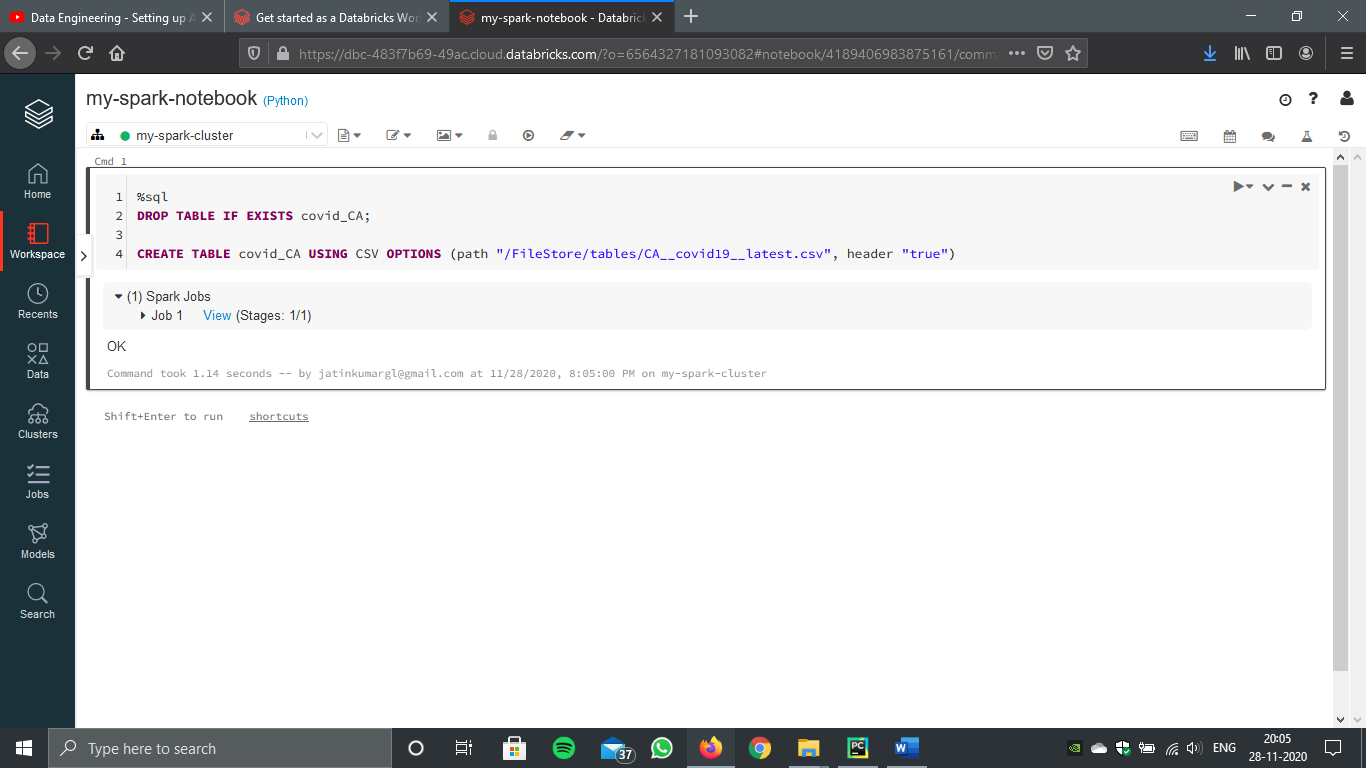 Data Engineering - Setting up A
Get started as a Databricks Wor
my-spark-notebook - Databric
https://dbc-483f7b69-49ac.cloud.databricks.com/?o=6564327181093082#notebook/4189406983875161/comm
my-spark-notebook (Python)
my-spark-cluster
Home
Workspace
Recents
Data
Clusters
Jobs
Models
Search
Cmd 1
1 %sql
2 DROP TABLE IF EXISTS covid_CA;
3
4 CREATE TABLE covid_CA USING CSV OPTIONS (path "/FileStore/tables/CA__covid19__latest.csv", header "true")
(1) Spark Jobs
Job 1 View (Stages: 1/1)
OK
Command took 1.14 seconds -- by jatinkumargl@gmail.com at 11/28/2020, 8:05:00 PM on my-spark-cluster
Shift+Enter to run shortcuts
Type here to search
37
PC
W
ENG
20:05
28-11-2020